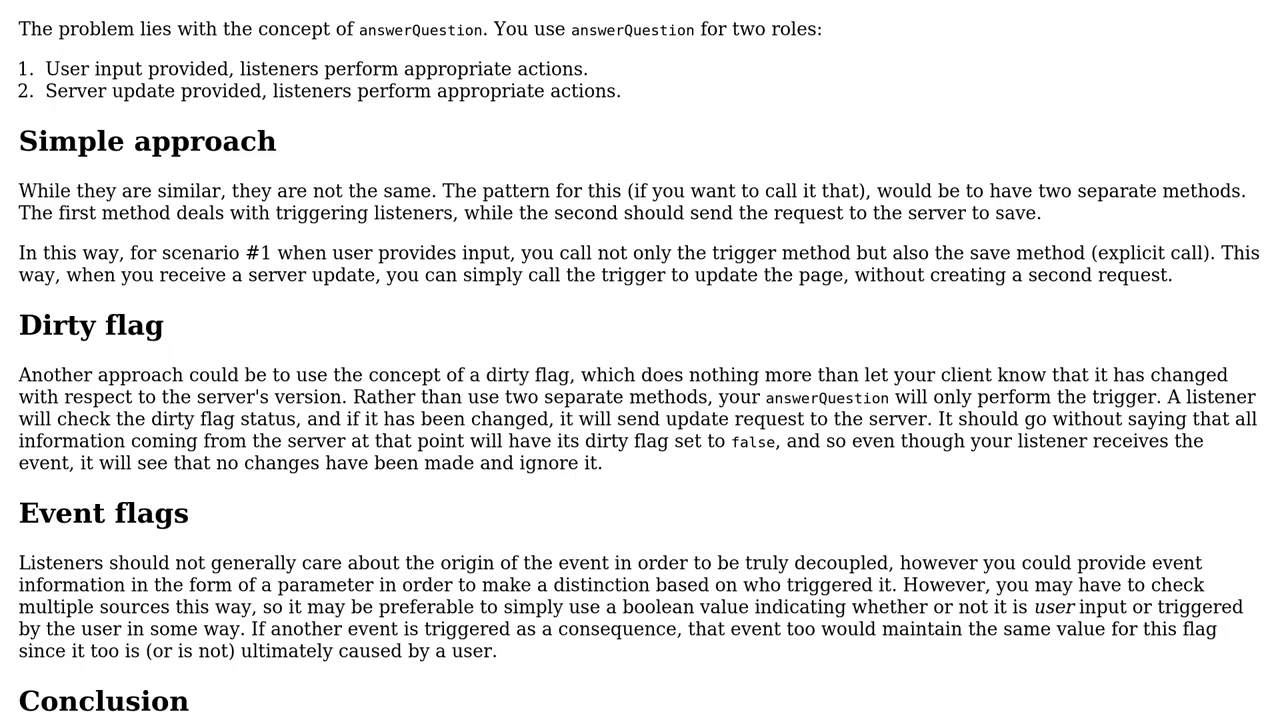 The problem lies with the concept of answerQuestion. You use answerQuestion for two roles:
1. User input provided, listeners perform appropriate actions.
2. Server update provided, listeners perform appropriate actions.
Simple approach
While they are similar, they are not the same. The pattern for this (if you want to call it that), would be to have two separate methods.
The first method deals with triggering listeners, while the second should send the request to the server to save.
In this way, for scenario #1 when user provides input, you call not only the trigger method but also the save method (explicit call). This
way, when you receive a server update, you can simply call the trigger to update the page, without creating a second request.
Dirty flag
Another approach could be to use the concept of a dirty flag, which does nothing more than let your client know that it has changed
with respect to the server's version. Rather than use two separate methods, your answerQuestion will only perform the trigger. A listener
will check the dirty flag status, and if it has been changed, it will send update request to the server. It should go without saying that all
information coming from the server at that point will have its dirty flag set to false, and so even though your listener receives the
event, it will see that no changes have been made and ignore it.
Event flags
Listeners should not generally care about the origin of the event in order to be truly decoupled, however you could provide event
information in the form of a parameter in order to make a distinction based on who triggered it. However, you may have to check
multiple sources this way, so it may be preferable to simply use a boolean value indicating whether or not it is user input or triggered
by the user in some way. If another event is triggered as a consequence, that event too would maintain the same value for this flag
since it too is (or is not) ultimately caused by a user.
Conclusion